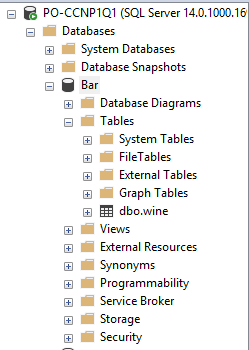 PO-CCNP1Q1 (SQL Server 14.0.1000.16
Databases
System Databases
Database Snapshots
Bar
Database Diagrams
Tables
System Tables
FileTables
External Tables
Graph Tables
dbo.wine
Views
External Resources
Synonyms
Programmability
Service Broker
Storage
Security